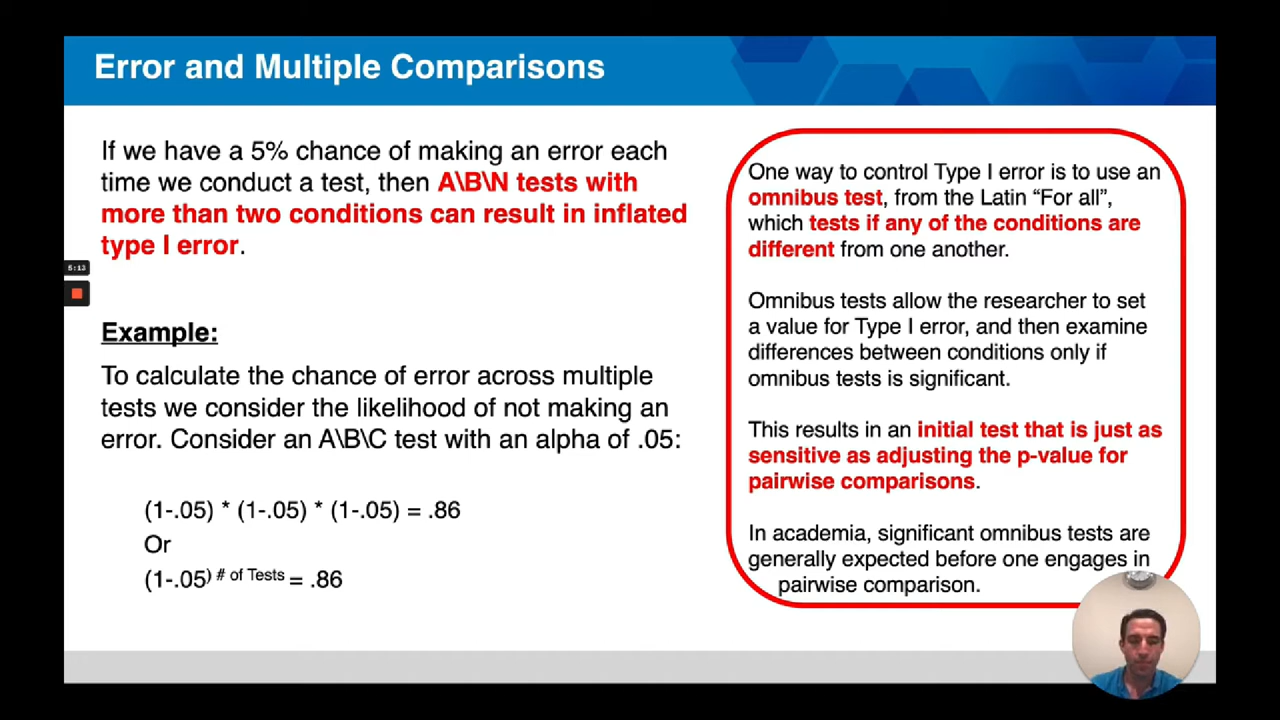 Error and Multiple Comparisons
If we have a 5% chance of making an error each
time we conduct a test, then A\B\N tests with
more than two conditions can result in inflated
type I error.
5:13
Example:
To calculate the chance of error across multiple
tests we consider the likelihood of not making an
error. Consider an A\B\C test with an alpha of .05:
(1-.05) * (1-.05) * (1-.05) = .86
Or
(1-.05) # of Tests = .86
One way to control Type I error is to use an
omnibus test, from the Latin “For all”,
which tests if any of the conditions are
different from one another.
Omnibus tests allow the researcher to set
a value for Type I error, and then examine
differences between conditions only if
omnibus tests is significant.
This results in an initial test that is just as
sensitive as adjusting the p-value for
pairwise comparisons.
In academia, significant omnibus tests are
generally expected before one engages in
pairwise comparison.